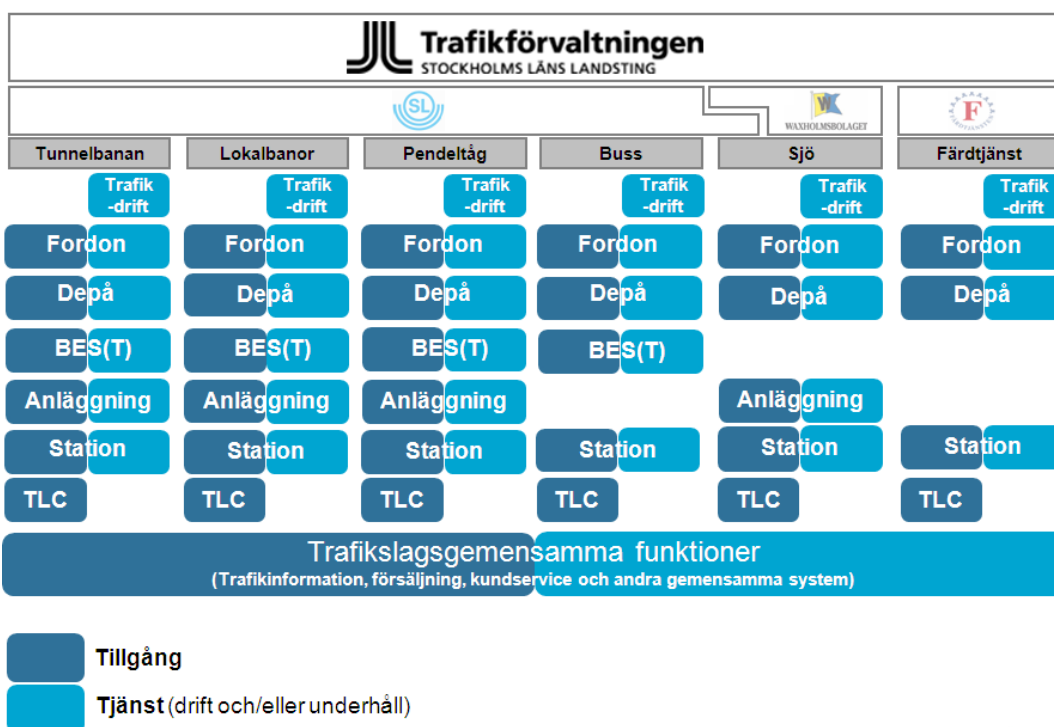 Trafikförvaltningen
STOCKHOLMS LÄNS LANDSTING
SL
W
WAXHOLMSBOLAGET
F
FÄRDTJÄNSTEN
Tunnelbanan Lokalbanor Pendeltåg Buss Sjö Färdtjänst
Trafik Trafik Trafik Trafik Trafik Trafik
-drift -drift -drift -drift -drift -drift
Fordon Fordon Fordon Fordon Fordon Fordon
Depå Depå Depå Depå Depå Depå
BES(T) BES(T) BES(T) BES(T)
Anläggning Anläggning Anläggning Anläggning
Station Station Station Station Station Station
TLC TLC TLC TLC TLC TLC
Trafikslagsgemensamma funktioner
(Trafikinformation, försäljning, kundservice och andra gemensamma system)
Tillgång
Tjänst (drift och/eller underhåll)